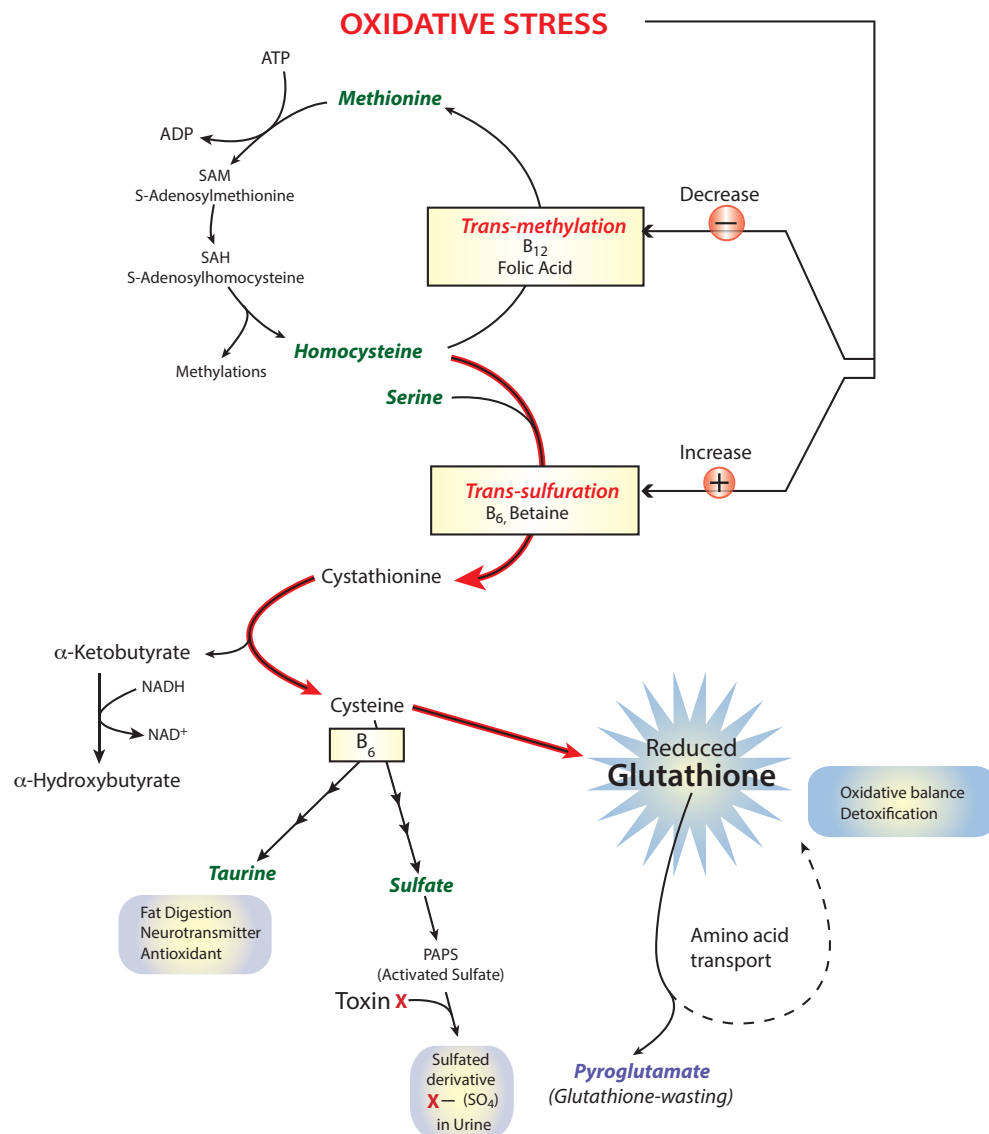 OXIDATIVE STRESS
ATP
Methionine
ADP
SAM
S-Adenosylmethionine
Decrease
−
Trans-methylation
B12
Folic Acid
SAH
S-Adenosylhomocysteine
Homocysteine
Methylations
Serine
Increase
+
Trans-sulfuration
B6, Betaine
Cystathionine
α-Ketobutyrate
NADH
NAD+
α-Hydroxybutyrate
Cysteine
B6
Reduced
Glutathione
Oxidative balance
Detoxification
Taurine
Sulfate
Fat Digestion
Neurotransmitter
Antioxidant
Amino acid
transport
PAPS
(Activated Sulfate)
Toxin X
Sulfated
derivative
X— (SO4)
in Urine
Pyroglutamate
(Glutathione-wasting)